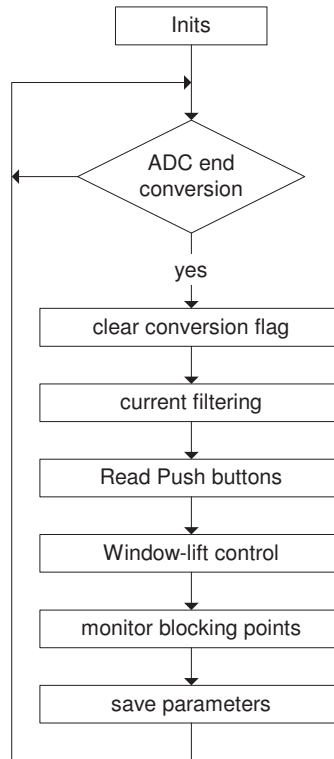 Inits
ADC end
conversion
yes
clear conversion flag
current filtering
Read Push buttons
Window-lift control
monitor blocking points
save parameters